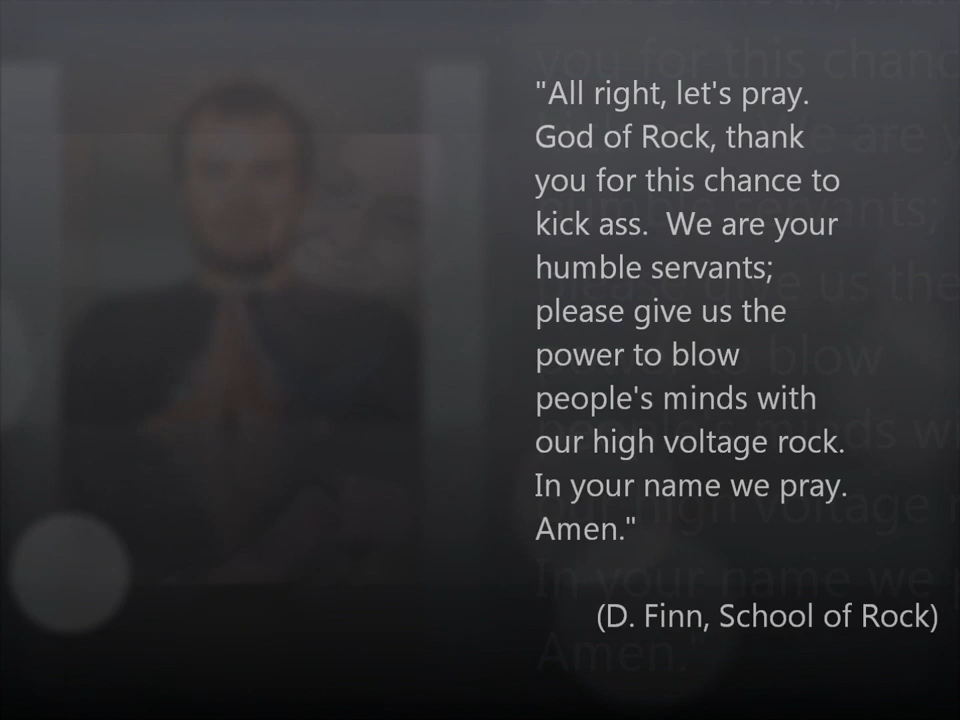 "All right, let's pray.
God of Rock, thank
you for this chance to
kick ass.  We are your
humble servants;
please give us the
power to blow
people's minds with
our high voltage rock.
In your name we pray.
Amen."
(D. Finn, School of Rock)